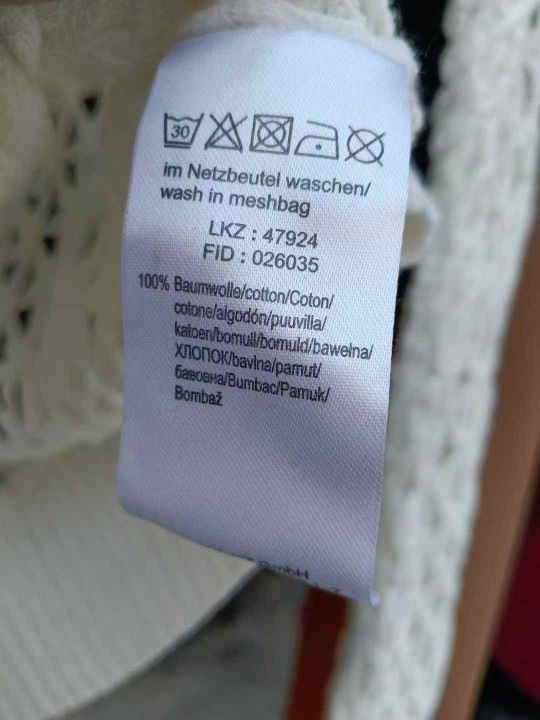 30
im Netzbeutel waschen/
wash in meshbag
LKZ : 47924
FID : 026035
100% Baumwolle/cotton/Coton/
cotone/algodón/puuvilla/
katoen/bomull/bomuld/bawełna/
ХЛОПОК/bavlna/pamut/
бавовна/Bumbac/Pamuk/
Bombaž
GmbH